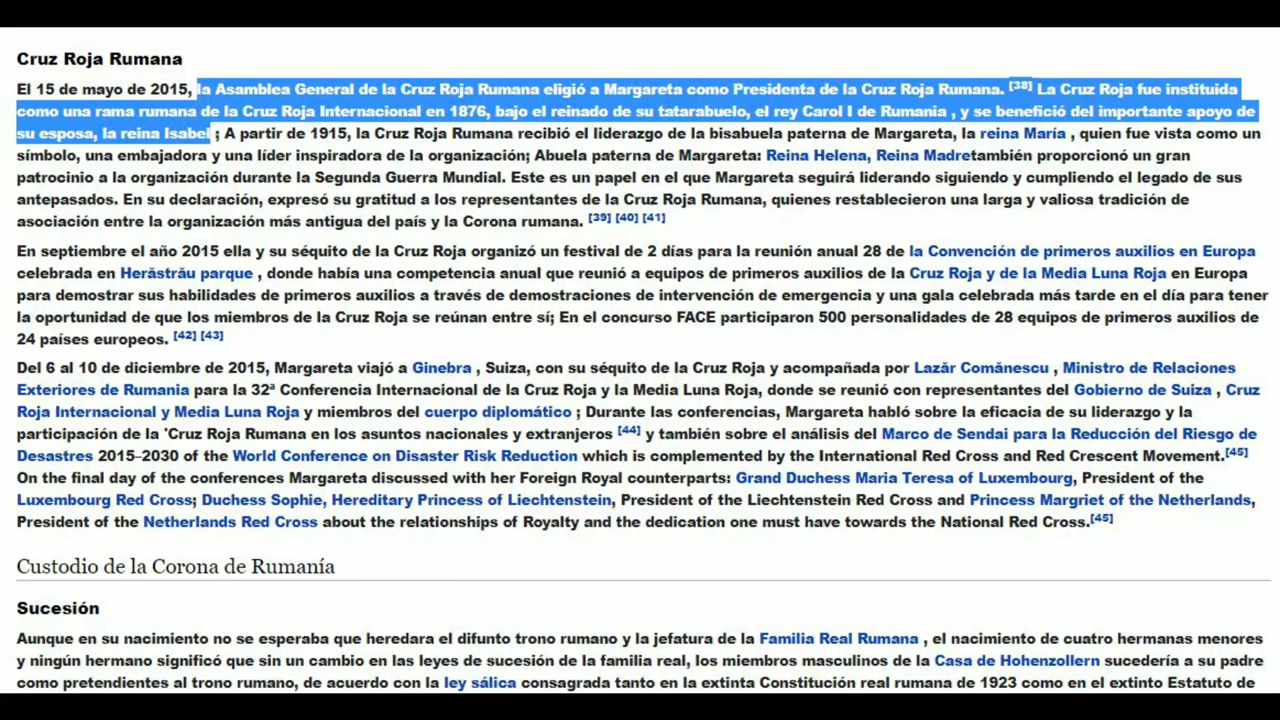 Cruz Roja Rumana
El 15 de mayo de 2015, la Asamblea General de la Cruz Roja Rumana eligió a Margareta como Presidenta de la Cruz Roja Rumana. [38] La Cruz Roja fue instituida
como una rama rumana de la Cruz Roja Internacional en 1876, bajo el reinado de su tatarabuelo, el rey Carol I de Rumania , y se benefició del importante apoyo de
su esposa, la reina Isabel ; A partir de 1915, la Cruz Roja Rumana recibió el liderazgo de la bisabuela paterna de Margareta, la reina María , quien fue vista como un
símbolo, una embajadora y una líder inspiradora de la organización; Abuela paterna de Margareta: Reina Helena, Reina Madretambién proporcionó un gran
patrocinio a la organización durante la Segunda Guerra Mundial. Este es un papel en el que Margareta seguirá liderando siguiendo y cumpliendo el legado de sus
antepasados. En su declaración, expresó su gratitud a los representantes de la Cruz Roja Rumana, quienes restablecieron una larga y valiosa tradición de
asociación entre la organización más antigua del país y la Corona rumana. [39] [40] [41]
En septiembre el año 2015 ella y su séquito de la Cruz Roja organizó un festival de 2 días para la reunión anual 28 de la Convención de primeros auxilios en Europa
celebrada en Herăstrău parque , donde había una competencia anual que reunió a equipos de primeros auxilios de la Cruz Roja y de la Media Luna Roja en Europa
para demostrar sus habilidades de primeros auxilios a través de demostraciones de intervención de emergencia y una gala celebrada más tarde en el día para tener
la oportunidad de que los miembros de la Cruz Roja se reúnan entre sí; En el concurso FACE participaron 500 personalidades de 28 equipos de primeros auxilios de
24 países europeos. [42] [43]
Del 6 al 10 de diciembre de 2015, Margareta viajó a Ginebra , Suiza, con su séquito de la Cruz Roja y acompañada por Lazăr Comănescu , Ministro de Relaciones
Exteriores de Rumania para la 32ª Conferencia Internacional de la Cruz Roja y la Media Luna Roja, donde se reunió con representantes del Gobierno de Suiza , Cruz
Roja Internacional y Media Luna Roja y miembros del cuerpo diplomático ; Durante las conferencias, Margareta habló sobre la eficacia de su liderazgo y la
participación de la 'Cruz Roja Rumana en los asuntos nacionales y extranjeros [44] y también sobre el análisis del Marco de Sendai para la Reducción del Riesgo de
Desastres 2015–2030 of the World Conference on Disaster Risk Reduction which is complemented by the International Red Cross and Red Crescent Movement.[45]
On the final day of the conferences Margareta discussed with her Foreign Royal counterparts: Grand Duchess Maria Teresa of Luxembourg, President of the
Luxembourg Red Cross; Duchess Sophie, Hereditary Princess of Liechtenstein, President of the Liechtenstein Red Cross and Princess Margriet of the Netherlands,
President of the Netherlands Red Cross about the relationships of Royalty and the dedication one must have towards the National Red Cross.[45]
Custodio de la Corona de Rumanía
Sucesión
Aunque en su nacimiento no se esperaba que heredara el difunto trono rumano y la jefatura de la Familia Real Rumana , el nacimiento de cuatro hermanas menores
y ningún hermano significó que sin un cambio en las leyes de sucesión de la familia real, los miembros masculinos de la Casa de Hohenzollern sucedería a su padre
como pretendientes al trono rumano, de acuerdo con la ley sálica consagrada tanto en la extinta Constitución real rumana de 1923 como en el extinto Estatuto de